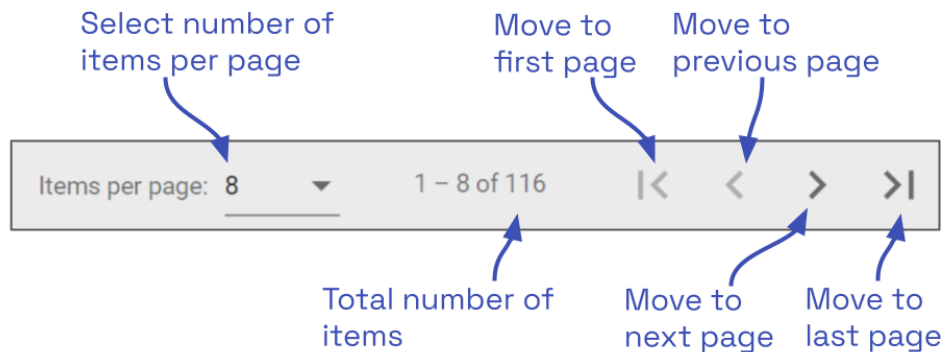 Select number of
items per page
Move to
first page
Move to
previous page
Items per page: 8
1 – 8 of 116
Total number of
items
Move to
next page
Move to
last page